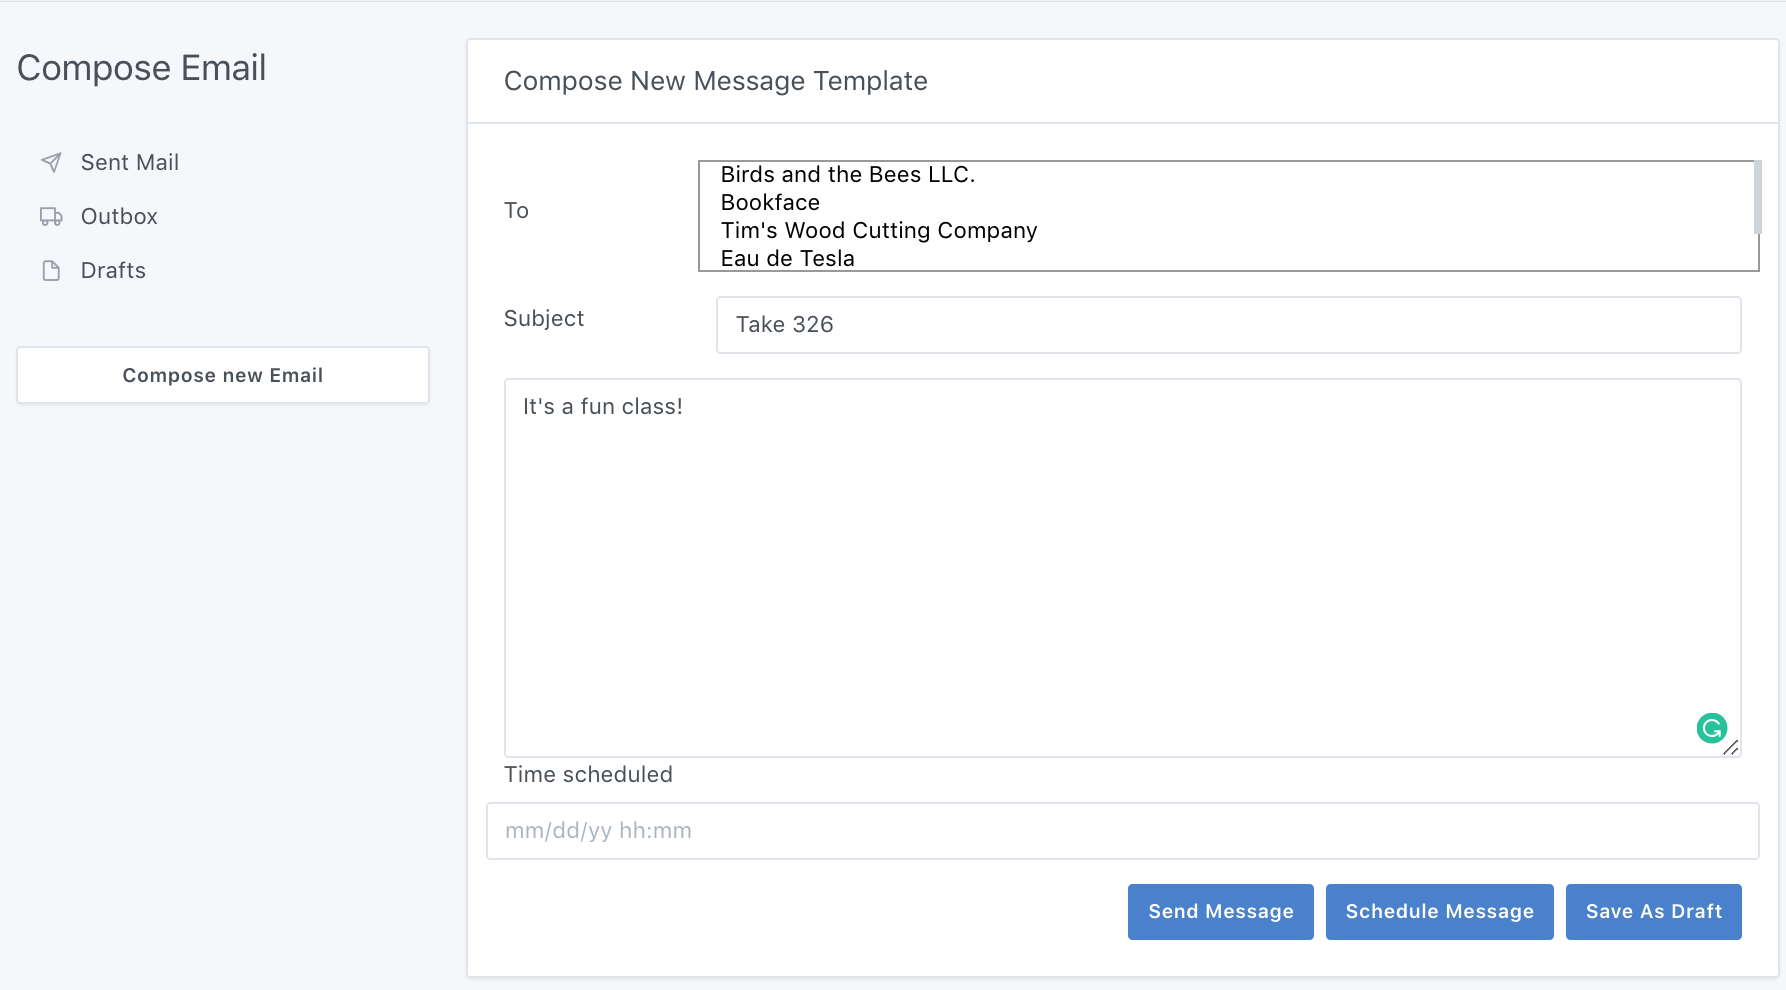 Compose Email
Sent Mail
Outbox
Drafts
Compose new Email
Compose New Message Template
To
Birds and the Bees LLC.
Bookface
Tim's Wood Cutting Company
Eau de Tesla
Subject
Take 326
It's a fun class!
Time scheduled
mm/dd/yy hh:mm
Send Message
Schedule Message
Save As Draft